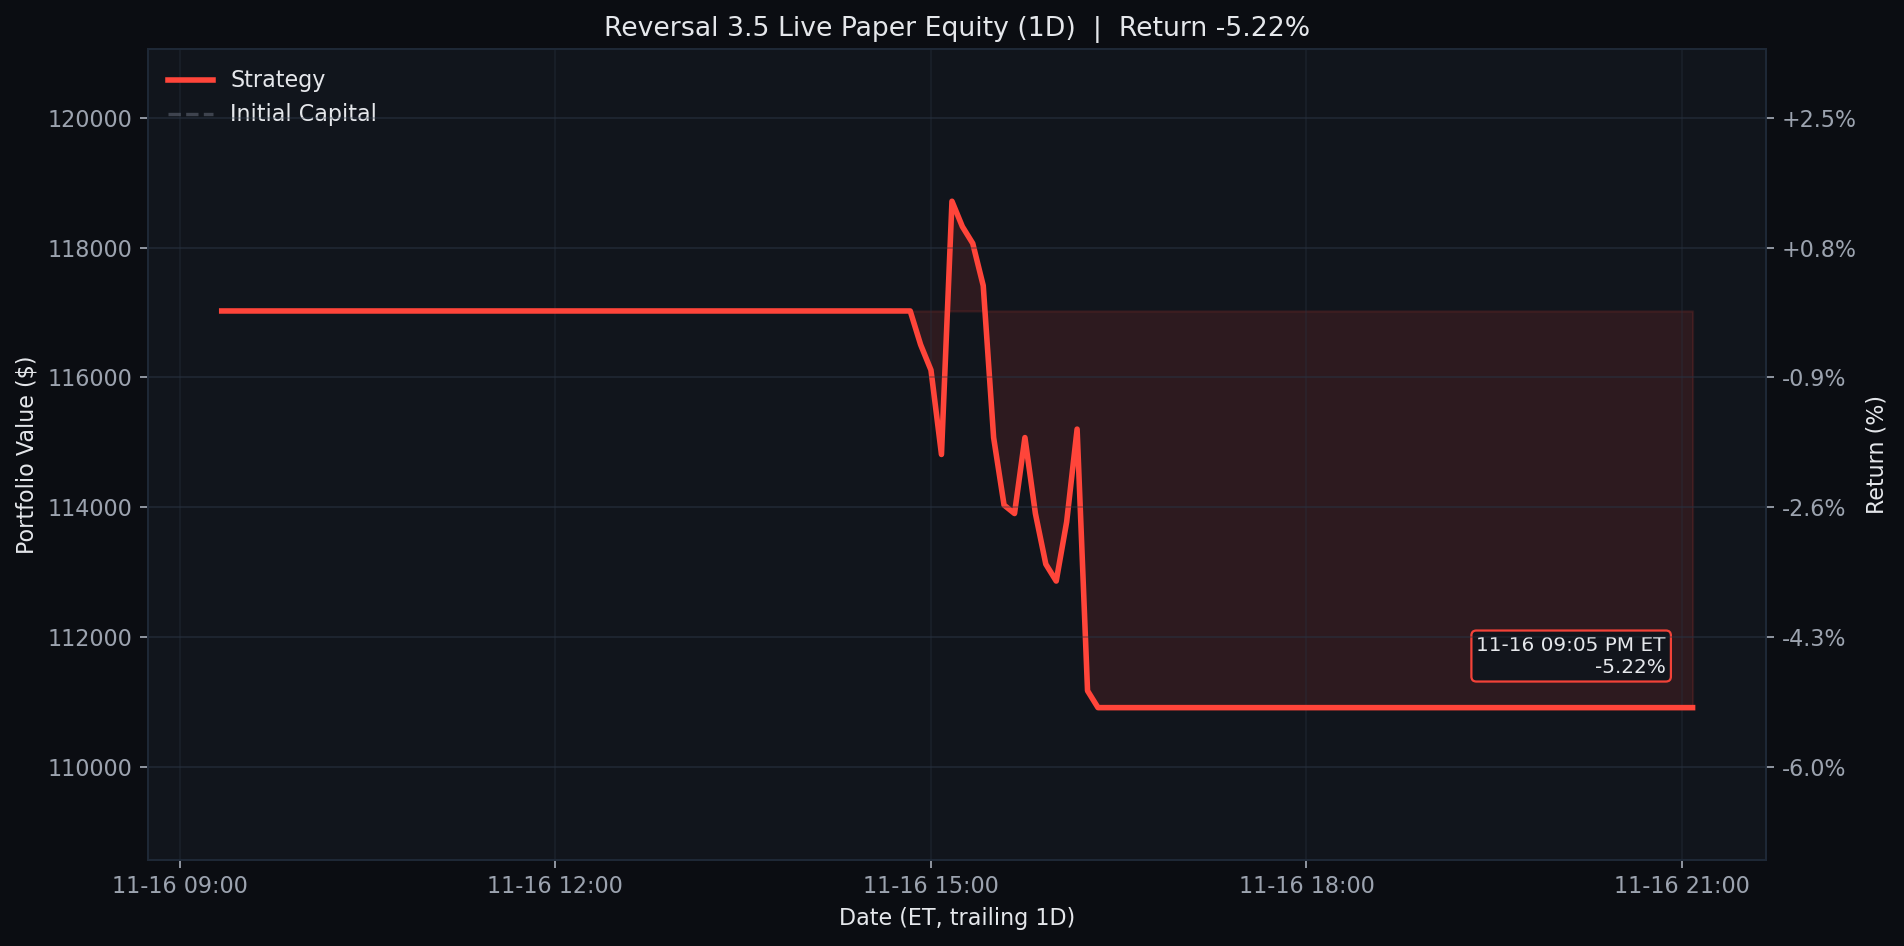 Reversal 3.5 Live Paper Equity (1D) | Return -5.22%
Strategy
Initial Capital
120000
118000
116000
114000
112000
110000
Portfolio Value ($)
+2.5%
+0.8%
-0.9%
-2.6%
-4.3%
-6.0%
Return (%)
11-16 09:05 PM ET
-5.22%
11-16 09:00
11-16 12:00
11-16 15:00
11-16 18:00
11-16 21:00
Date (ET, trailing 1D)